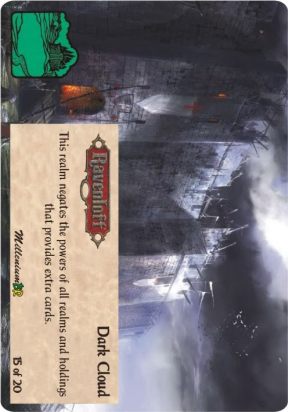 Dark Cloud
Ravenloft
This realm negates the powers of all realms and holdings
that provides extra cards.
Millenium
15 of 20